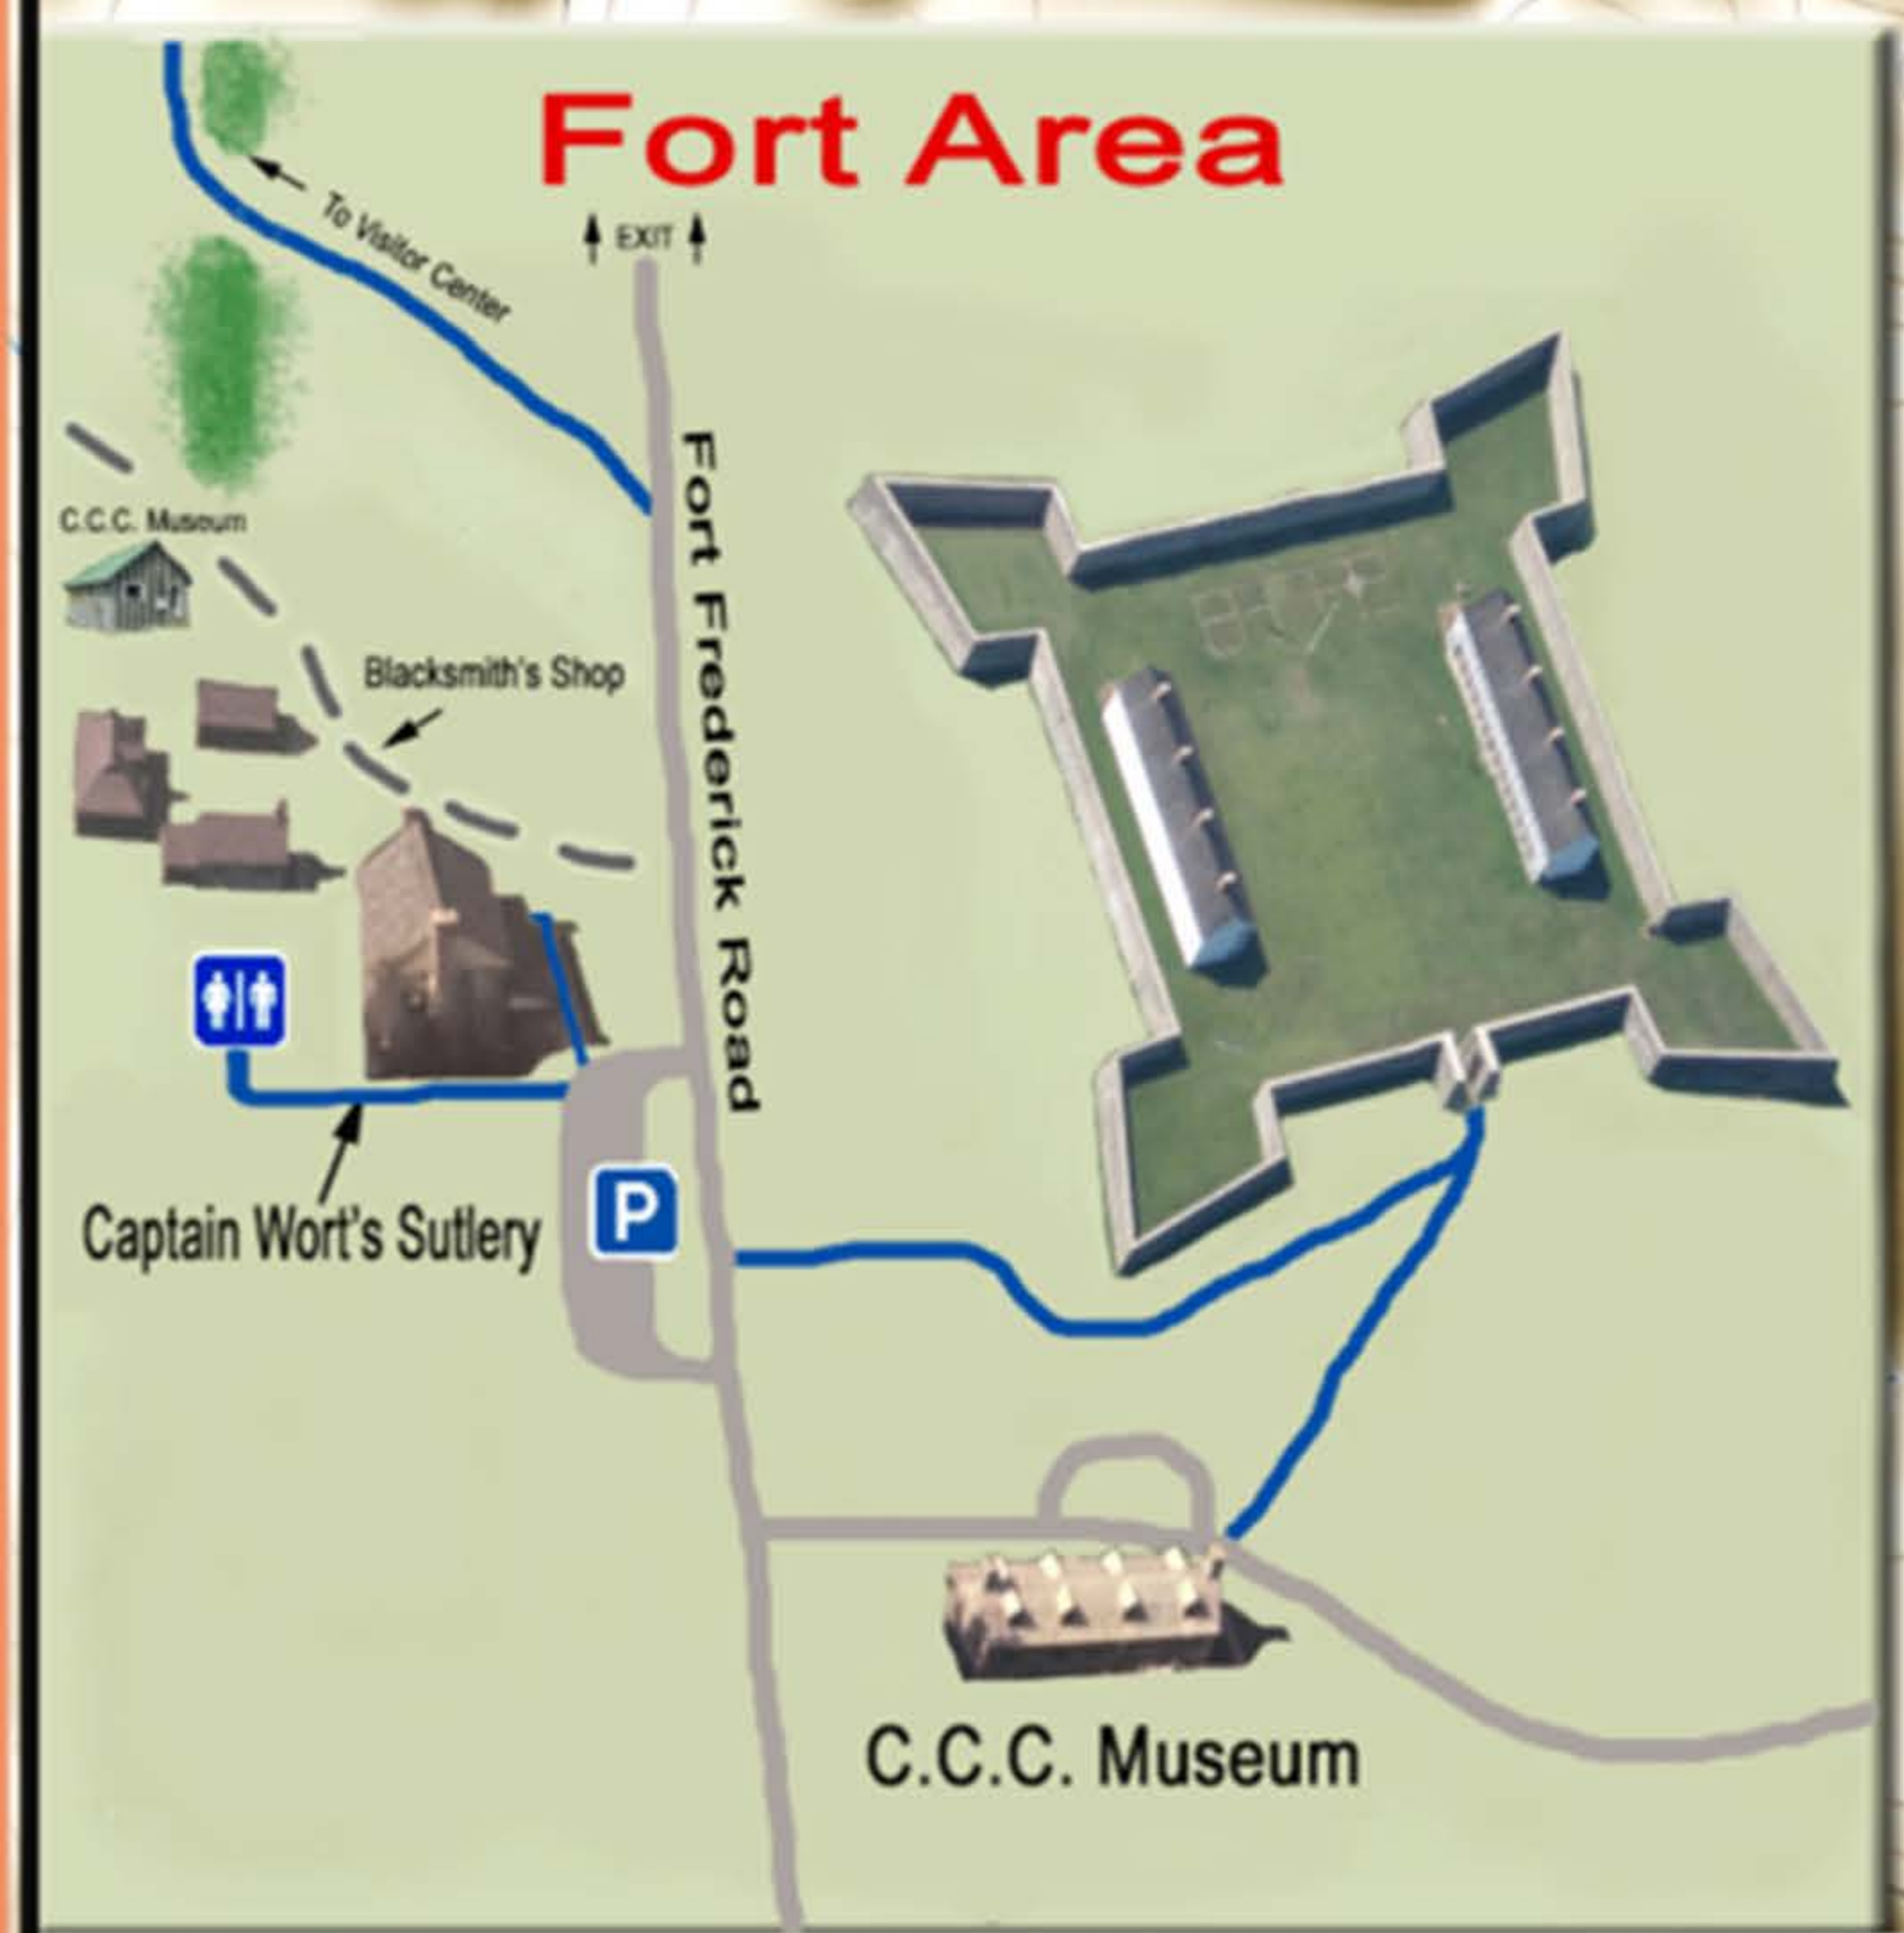 Fort Area
EXIT
To Visitor Center
Fort Frederick Road
C.C.C. Museum
Blacksmith's Shop
P
Captain Wort's Sutlery
C.C.C. Museum